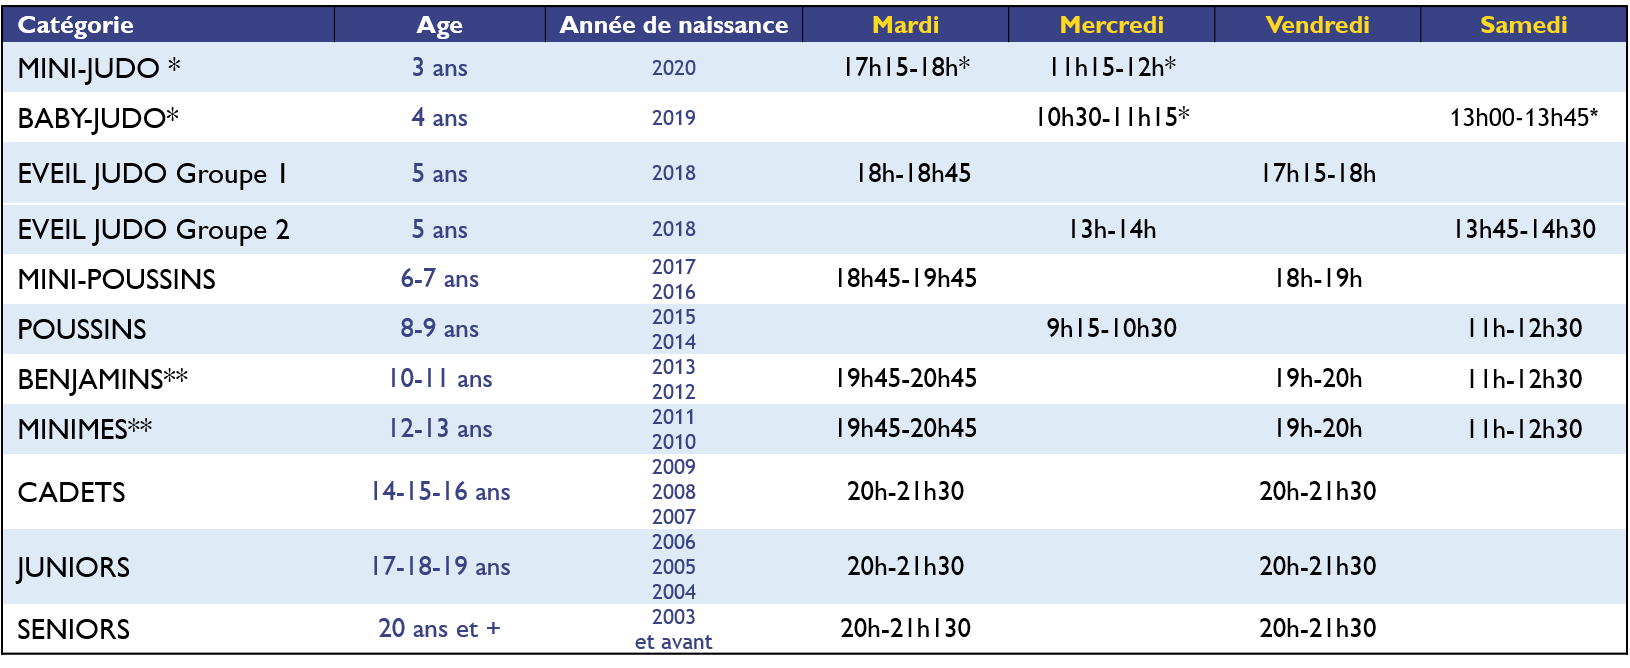 Catégorie Age Année de naissance Mardi Mercredi Vendredi Samedi
MINI-JUDO * 3 ans 2020 17h15-18h* 11h15-12h*
BABY-JUDO* 4 ans 2019 10h30-11h15* 13h00-13h45*
EVEIL JUDO Groupe 1 5 ans 2018 18h-18h45 17h15-18h
EVEIL JUDO Groupe 2 5 ans 2018 13h-14h 13h45-14h30
MINI-POUSSINS 6-7 ans 2017 18h45-19h45 18h-19h
2016
POUSSINS 8-9 ans 2015 9h15-10h30 11h-12h30
2014
BENJAMINS** 10-11 ans 2013 19h45-20h45 19h-20h 11h-12h30
2012
MINIMES** 12-13 ans 2011 19h45-20h45 19h-20h 11h-12h30
2010
2009
CADETS 14-15-16 ans 2008 20h-21h30 20h-21h30
2007
2006
JUNIORS 17-18-19 ans 2005 20h-21h30 20h-21h30
2004
SENIORS 20 ans et + 2003 20h-21h130 20h-21h30
et avant